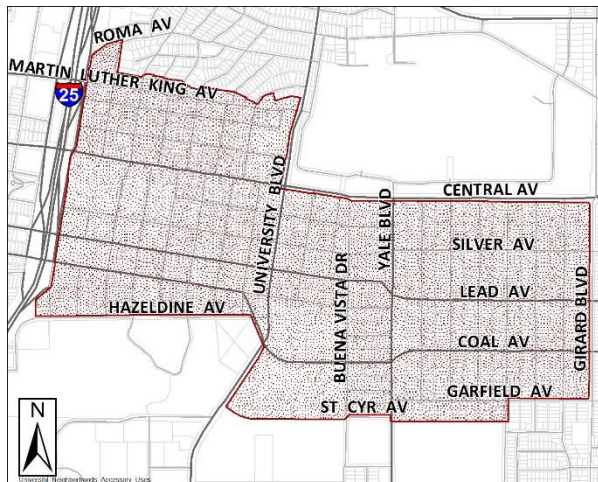 ROMA AV
MARTIN LUTHER KING AV
25
UNIVERSITY BLVD
CENTRAL AV
YALE BLVD
SILVER AV
BUENA VISTA DR
LEAD AV
GIRARD BLVD
HAZELDINE AV
COAL AV
GARFIELD AV
ST CYR AV
N
University_Neighborhoods_Accessory_Uses